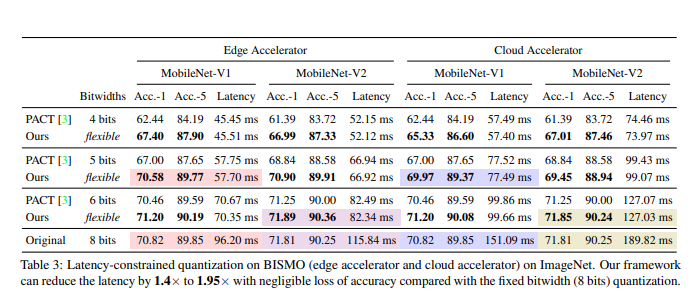 Edge Accelerator Cloud Accelerator
MobileNet-V1 MobileNet-V2 MobileNet-V1 MobileNet-V2
Bitwidths Acc.-1 Acc.-5 Latency Acc.-1 Acc.-5 Latency Acc.-1 Acc.-5 Latency Acc.-1 Acc.-5 Latency
PACT [3] 4 bits 62.44 84.19 45.45 ms 61.39 83.72 52.15 ms 62.44 84.19 57.49 ms 61.39 83.72 74.46 ms
Ours flexible 67.40 87.90 45.51 ms 66.99 87.33 52.12 ms 65.33 86.60 57.40 ms 67.01 87.46 73.97 ms
PACT [3] 5 bits 67.00 87.65 57.75 ms 68.84 88.58 66.94 ms 67.00 87.65 77.52 ms 68.84 88.58 99.43 ms
Ours flexible 70.58 89.77 57.70 ms 70.90 89.91 66.92 ms 69.97 89.37 77.49 ms 69.45 88.94 99.07 ms
PACT [3] 6 bits 70.46 89.59 70.67 ms 71.25 90.00 82.49 ms 70.46 89.56 99.86 ms 71.25 90.00 127.07 ms
Ours flexible 71.20 90.19 70.35 ms 71.89 90.36 82.34 ms 71.20 90.08 99.66 ms 71.85 90.24 127.03 ms
Original 8 bits 70.82 89.85 96.20 ms 71.81 90.25 115.84 ms 70.82 89.85 151.09 ms 71.81 90.25 189.82 ms
Table 3: Latency-constrained quantization on BISMO (edge accelerator and cloud accelerator) on ImageNet. Our framework
can reduce the latency by 1.4× to 1.95× with negligible loss of accuracy compared with the fixed bitwidth (8 bits) quantization.